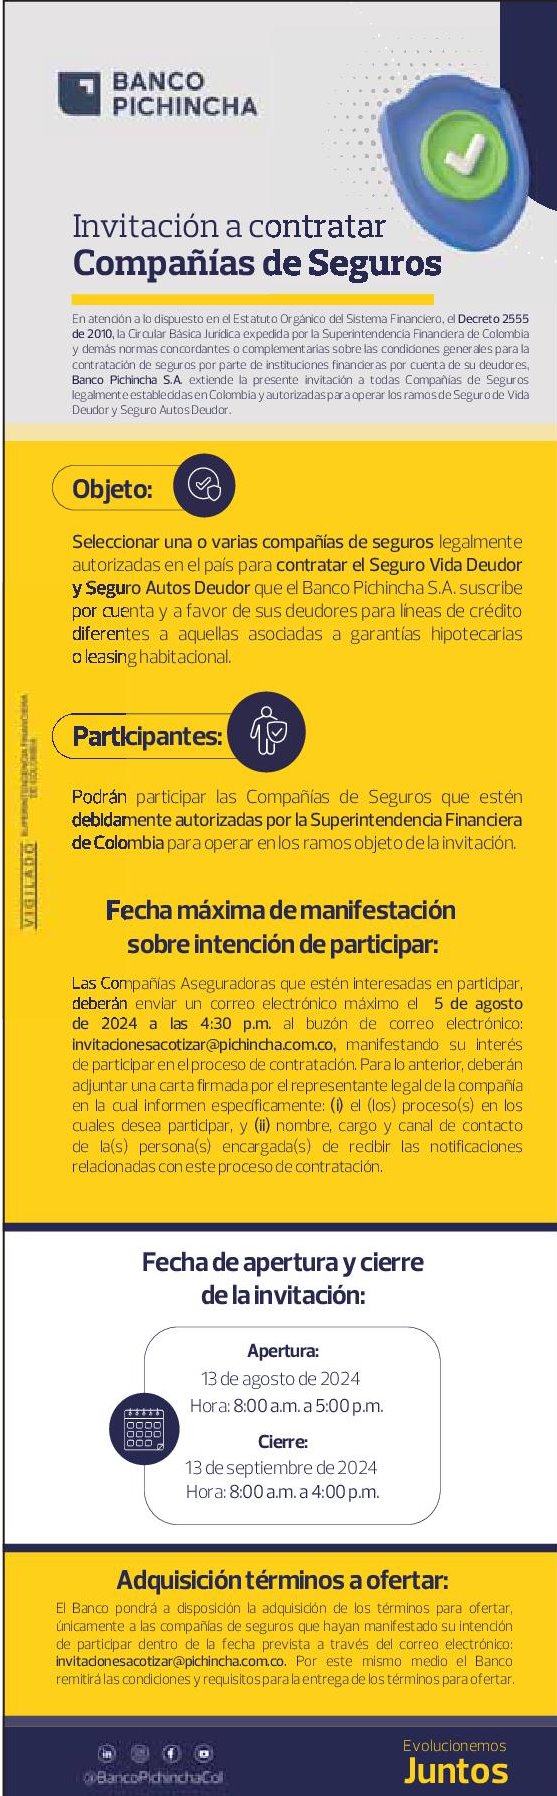 BANCO
PICHINCHA
Invitación a contratar
Compañías de Seguros
En atención a lo dispuesto en el Estatuto Orgánico del Sistema Financiero, el Decreto 2555
de 2010, la Circular Básica Jurídica expedida por la Superintendencia Financiera de Colombia
y demás normas concordantes o complementarias sobre las condiciones generales para la
contratación de seguros por parte de instituciones financieras por cuenta de su deudores,
Banco Pichincha S.A. extiende la presente invitación a todas Compañías de Seguros
legalmente establecidas en Colombia y autorizadas para operar los ramos de Seguro de Vida
Deudor y Seguro Autos Deudor.
Objeto:
Seleccionar una o varias compañías de seguros legalmente
autorizadas en el país para contratar el Seguro Vida Deudor
y Seguro Autos Deudor que el Banco Pichincha S.A. suscribe
por cuenta y a favor de sus deudores para líneas de crédito
diferentes a aquellas asociadas a garantías hipotecarias
o leasing habitacional.
Participantes:
Podrán participar las Compañías de Seguros que estén
debidamente autorizadas por la Superintendencia Financiera
de Colombia para operar en los ramos objeto de la invitación.
VIGILADO SUPERINTENDENCIA FINANCIERA
DE COLOMBIA
Fecha máxima de manifestación
sobre intención de participar:
Las Compañías Aseguradoras que estén interesadas en participar,
deberán enviar un correo electrónico máximo el 5 de agosto
de 2024 a las 4:30 p.m. al buzón de correo electrónico:
invitacionesacotizar@pichincha.com.co, manifestando su interés
de participar en el proceso de contratación. Para lo anterior, deberán
adjuntar una carta firmada por el representante legal de la compañía
en la cual informen específicamente: (i) el (los) proceso(s) en los
cuales desea participar, y (ii) nombre, cargo y canal de contacto
de la(s) persona(s) encargada(s) de recibir las notificaciones
relacionadas con este proceso de contratación.
Fecha de apertura y cierre
de la invitación:
Apertura:
13 de agosto de 2024
Hora: 8:00 a.m. a 5:00 p.m.
Cierre:
13 de septiembre de 2024
Hora: 8:00 a.m. a 4:00 p.m.
Adquisición términos a ofertar:
El Banco pondrá a disposición la adquisición de los términos para ofertar,
únicamente a las compañías de seguros que hayan manifestado su intención
de participar dentro de la fecha prevista a través del correo electrónico:
invitacionesacotizar@pichincha.com.co. Por este mismo medio el Banco
remitirá las condiciones y requisitos para la entrega de los términos para ofertar.
@BancoPichinchaCol
Evolucionemos
Juntos